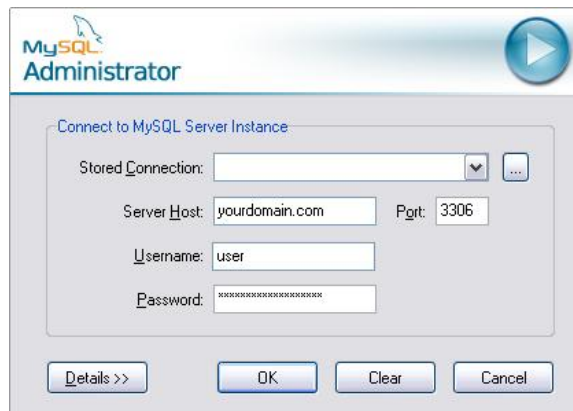 MySQL
Administrator
Connect to MySQL Server Instance
Stored Connection:
...
Server Host: yourdomain.com Port: 3306
Username: user
Password: *******************
Details >> OK Clear Cancel